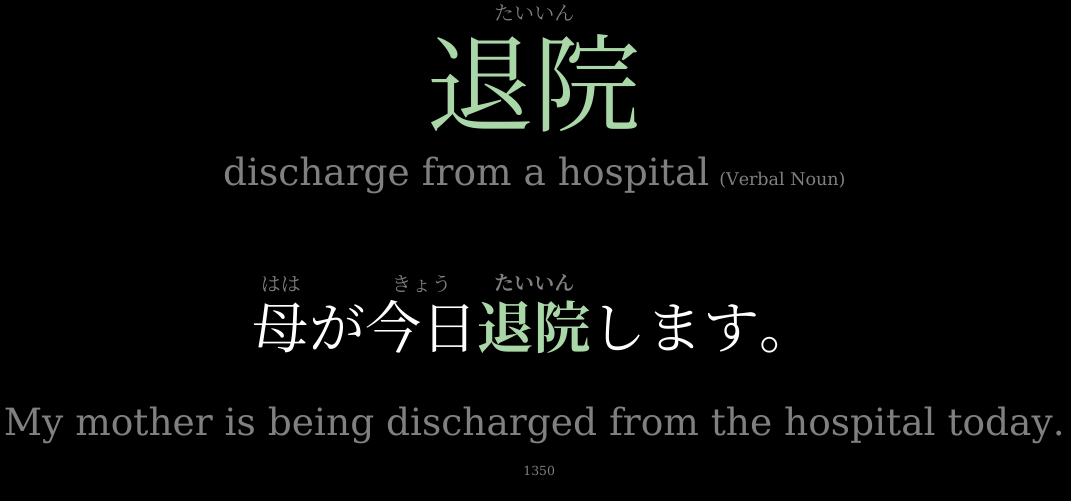 たいいん
退院
discharge from a hospital (Verbal Noun)
はは きょう たいいん
母が今日退院します。
My mother is being discharged from the hospital today.
1350